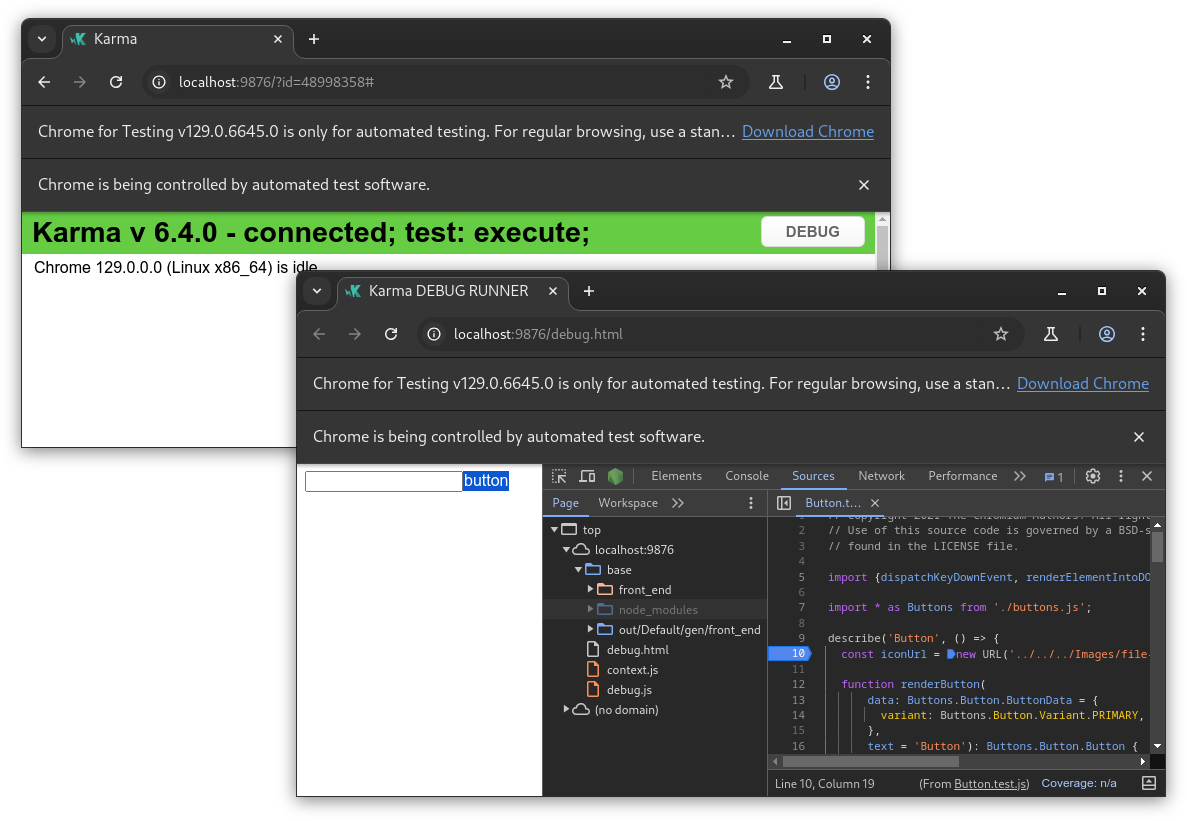 Karma
localhost:9876/?id=48998358#
Chrome for Testing v129.0.6645.0 is only for automated testing. For regular browsing, use a stan… Download Chrome
Chrome is being controlled by automated test software.
Karma v 6.4.0 - connected; test: execute;
DEBUG
Chrome 129.0.0.0 (Linux x86_64) is idle
Karma DEBUG RUNNER
localhost:9876/debug.html
Chrome for Testing v129.0.6645.0 is only for automated testing. For regular browsing, use a stan… Download Chrome
Chrome is being controlled by automated test software.
button
Elements Console Sources Network Performance 1
Page Workspace
Button.t…
top
localhost:9876
base
front_end
node_modules
out/Default/gen/front_end
debug.html
context.js
debug.js
(no domain)
1 // Copyright 2021 The Chromium Authors. All righ
2 // Use of this source code is governed by a BSD-s
3 // found in the LICENSE file.
4
5 import {dispatchKeyDownEvent, renderElementIntoDO
6
7 import * as Buttons from './buttons.js';
8
9 describe('Button', () => {
10 const iconUrl = new URL('../../../Images/file-
11
12 function renderButton(
13 data: Buttons.Button.ButtonData = {
14 variant: Buttons.Button.Variant.PRIMARY,
15 },
16 text = 'Button'): Buttons.Button.Button {
Line 10, Column 19
(From Button.test.js)
Coverage: n/a